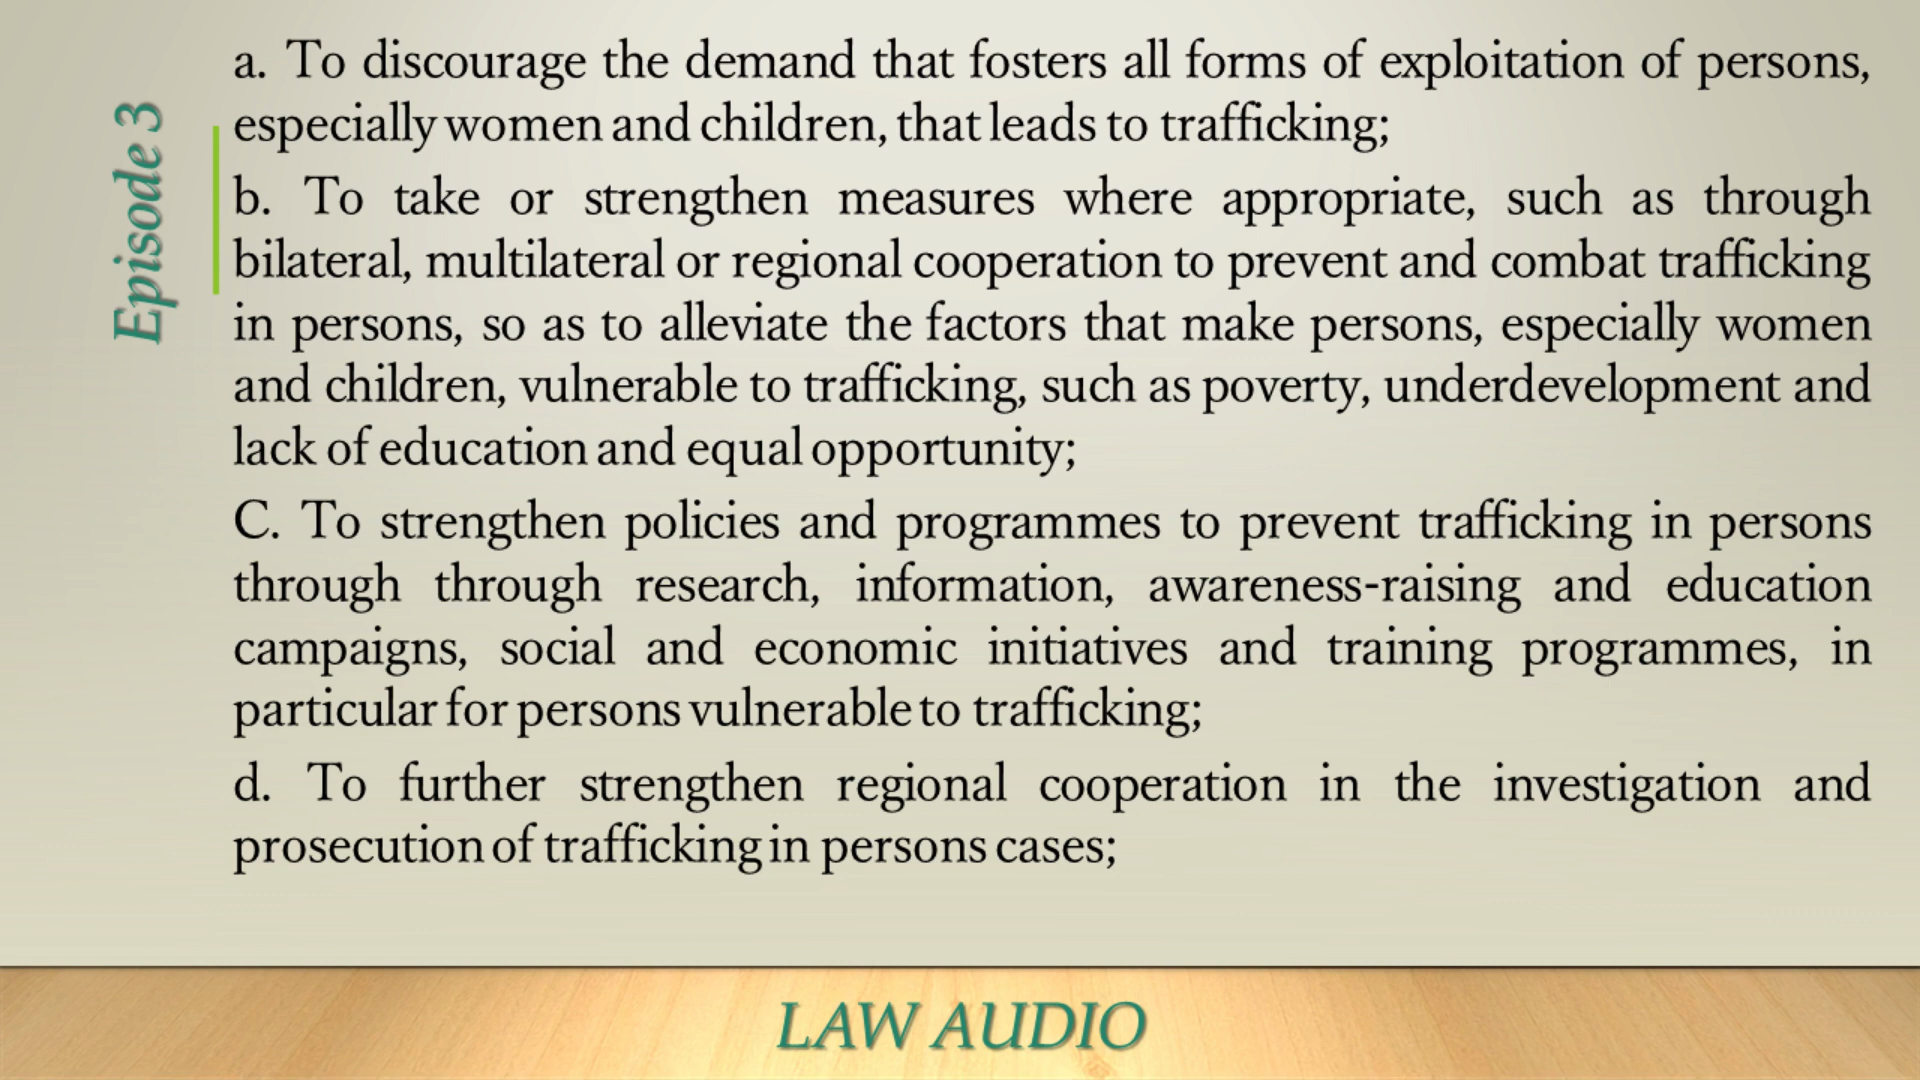 Episode 3
a. To discourage the demand that fosters all forms of exploitation of persons,
especially women and children, that leads to trafficking;
b. To take or strengthen measures where appropriate, such as through
bilateral, multilateral or regional cooperation to prevent and combat trafficking
in persons, so as to alleviate the factors that make persons, especially women
and children, vulnerable to trafficking, such as poverty, underdevelopment and
lack of education and equal opportunity;
C. To strengthen policies and programmes to prevent trafficking in persons
through through research, information, awareness-raising and education
campaigns, social and economic initiatives and training programmes, in
particular for persons vulnerable to trafficking;
d. To further strengthen regional cooperation in the investigation and
prosecution of trafficking in persons cases;
LAW AUDIO